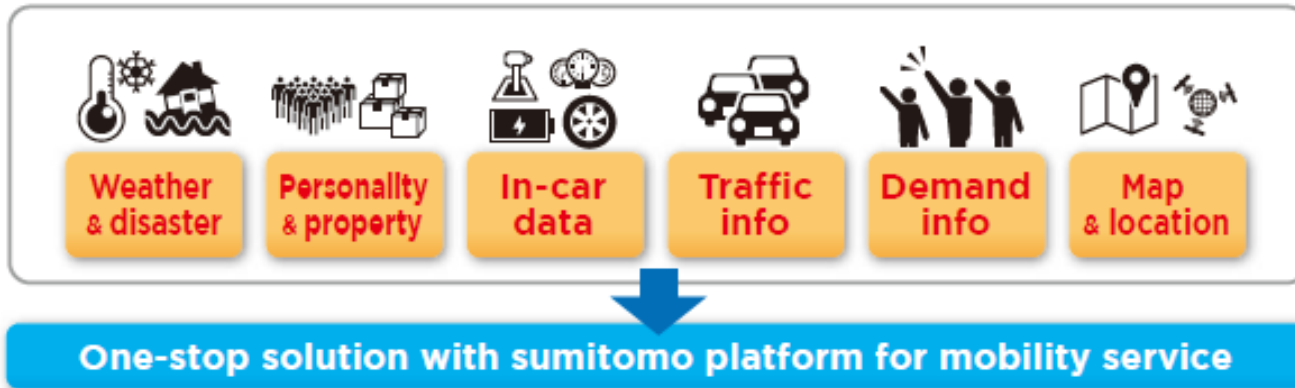 Weather
& disaster
Personality
& property
In-car
data
Traffic
info
Demand
info
Map
& location
One-stop solution with sumitomo platform for mobility service